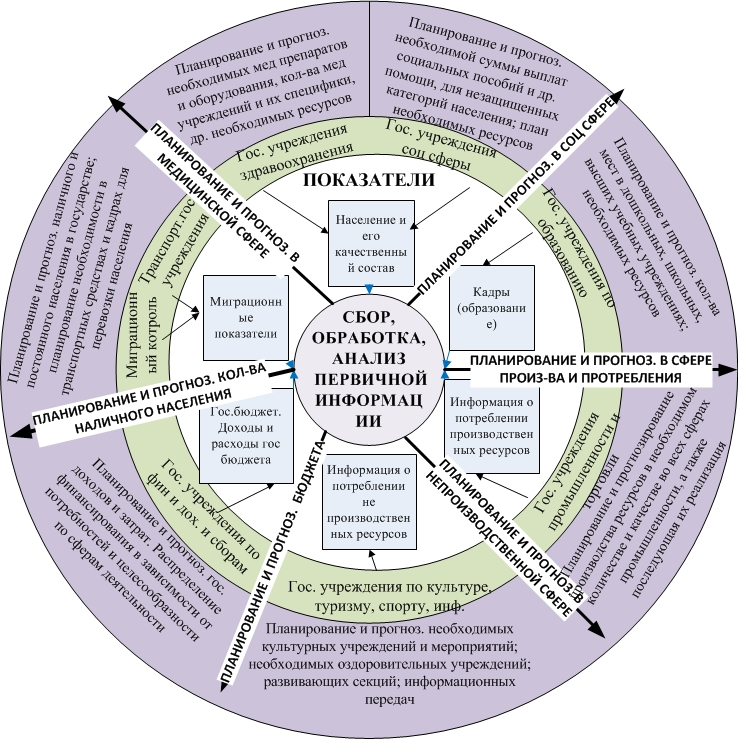 Планирование и прогноз.
необходимых мед препаратов
и оборудования, кол-ва мед
учреждений и их специфики,
др. необходимых ресурсов
Планирование и прогноз.
необходимой суммы выплат
социальных пособий и др.
помощи, для незащищенных
категорий населения; план
необходимых ресурсов
Планирование и прогноз. кол-ва
мест в дошкольных, школьных,
высших учебных учреждениях,
необходимых ресурсов
Планирование и прогноз. наличного и
постоянного населения в государстве;
планирование необходимости в
транспортных средствах и кадрах для
перевозки населения
Гос. учреждения
здравоохранения
Гос. учреждения
соц сферы
Гос. учреждения по
образованию
Транспорт.гос
учреждения
Миграционн
ый контроль
ПЛАНИРОВАНИЕ И ПРОГНОЗ. В
МЕДИЦИНСКОЙ СФЕРЕ
ПЛАНИРОВАНИЕ И ПРОГНОЗ. В СОЦ СФЕРЕ
ПОКАЗАТЕЛИ
Население и
его
качественны
й состав
Миграционн
ые
показатели
Кадры
(образовани
е)
СБОР,
ОБРАБОТКА,
АНАЛИЗ
ПЕРВИЧНОЙ
ИНФОРМАЦ
ИИ
ПЛАНИРОВАНИЕ И ПРОГНОЗ. В СФЕРЕ
ПРОИЗ-ВА И ПРОТРЕБЛЕНИЯ
ПЛАНИРОВАНИЕ И ПРОГНОЗ. КОЛ-ВА
НАЛИЧНОГО НАСЕЛЕНИЯ
Гос.бюджет.
Доходы и
расходы гос
бюджета
Информация о
потреблении
производствен
ных ресурсов
Информация о
потреблении
не
производствен
ных ресурсов
ПЛАНИРОВАНИЕ И ПРОГНОЗ. БЮДЖЕТА
ПЛАНИРОВАНИЕ И ПРОГНОЗ. В
НЕПРОИЗВОДСТВЕННОЙ СФЕРЕ
Гос. учреждения по
фин и дох. и сборам
Гос. учреждения
промышленности и
торговли
Гос. учреждения по культуре,
туризму, спорту, инф.
Планирование и прогноз. гос.
доходов и затрат. Распределение
финансирования в зависимости от
потребностей и целесообразности
по сферам деятельности
Планирование и прогнозирование
производства ресурсов в необходимом
количестве и качестве во всех сферах
промышленности, а также
последующая их реализация
Планирование и прогноз. необходимых
культурных учреждений и мероприятий;
необходимых оздоровительных учреждений;
развивающих секций; информационных
передач